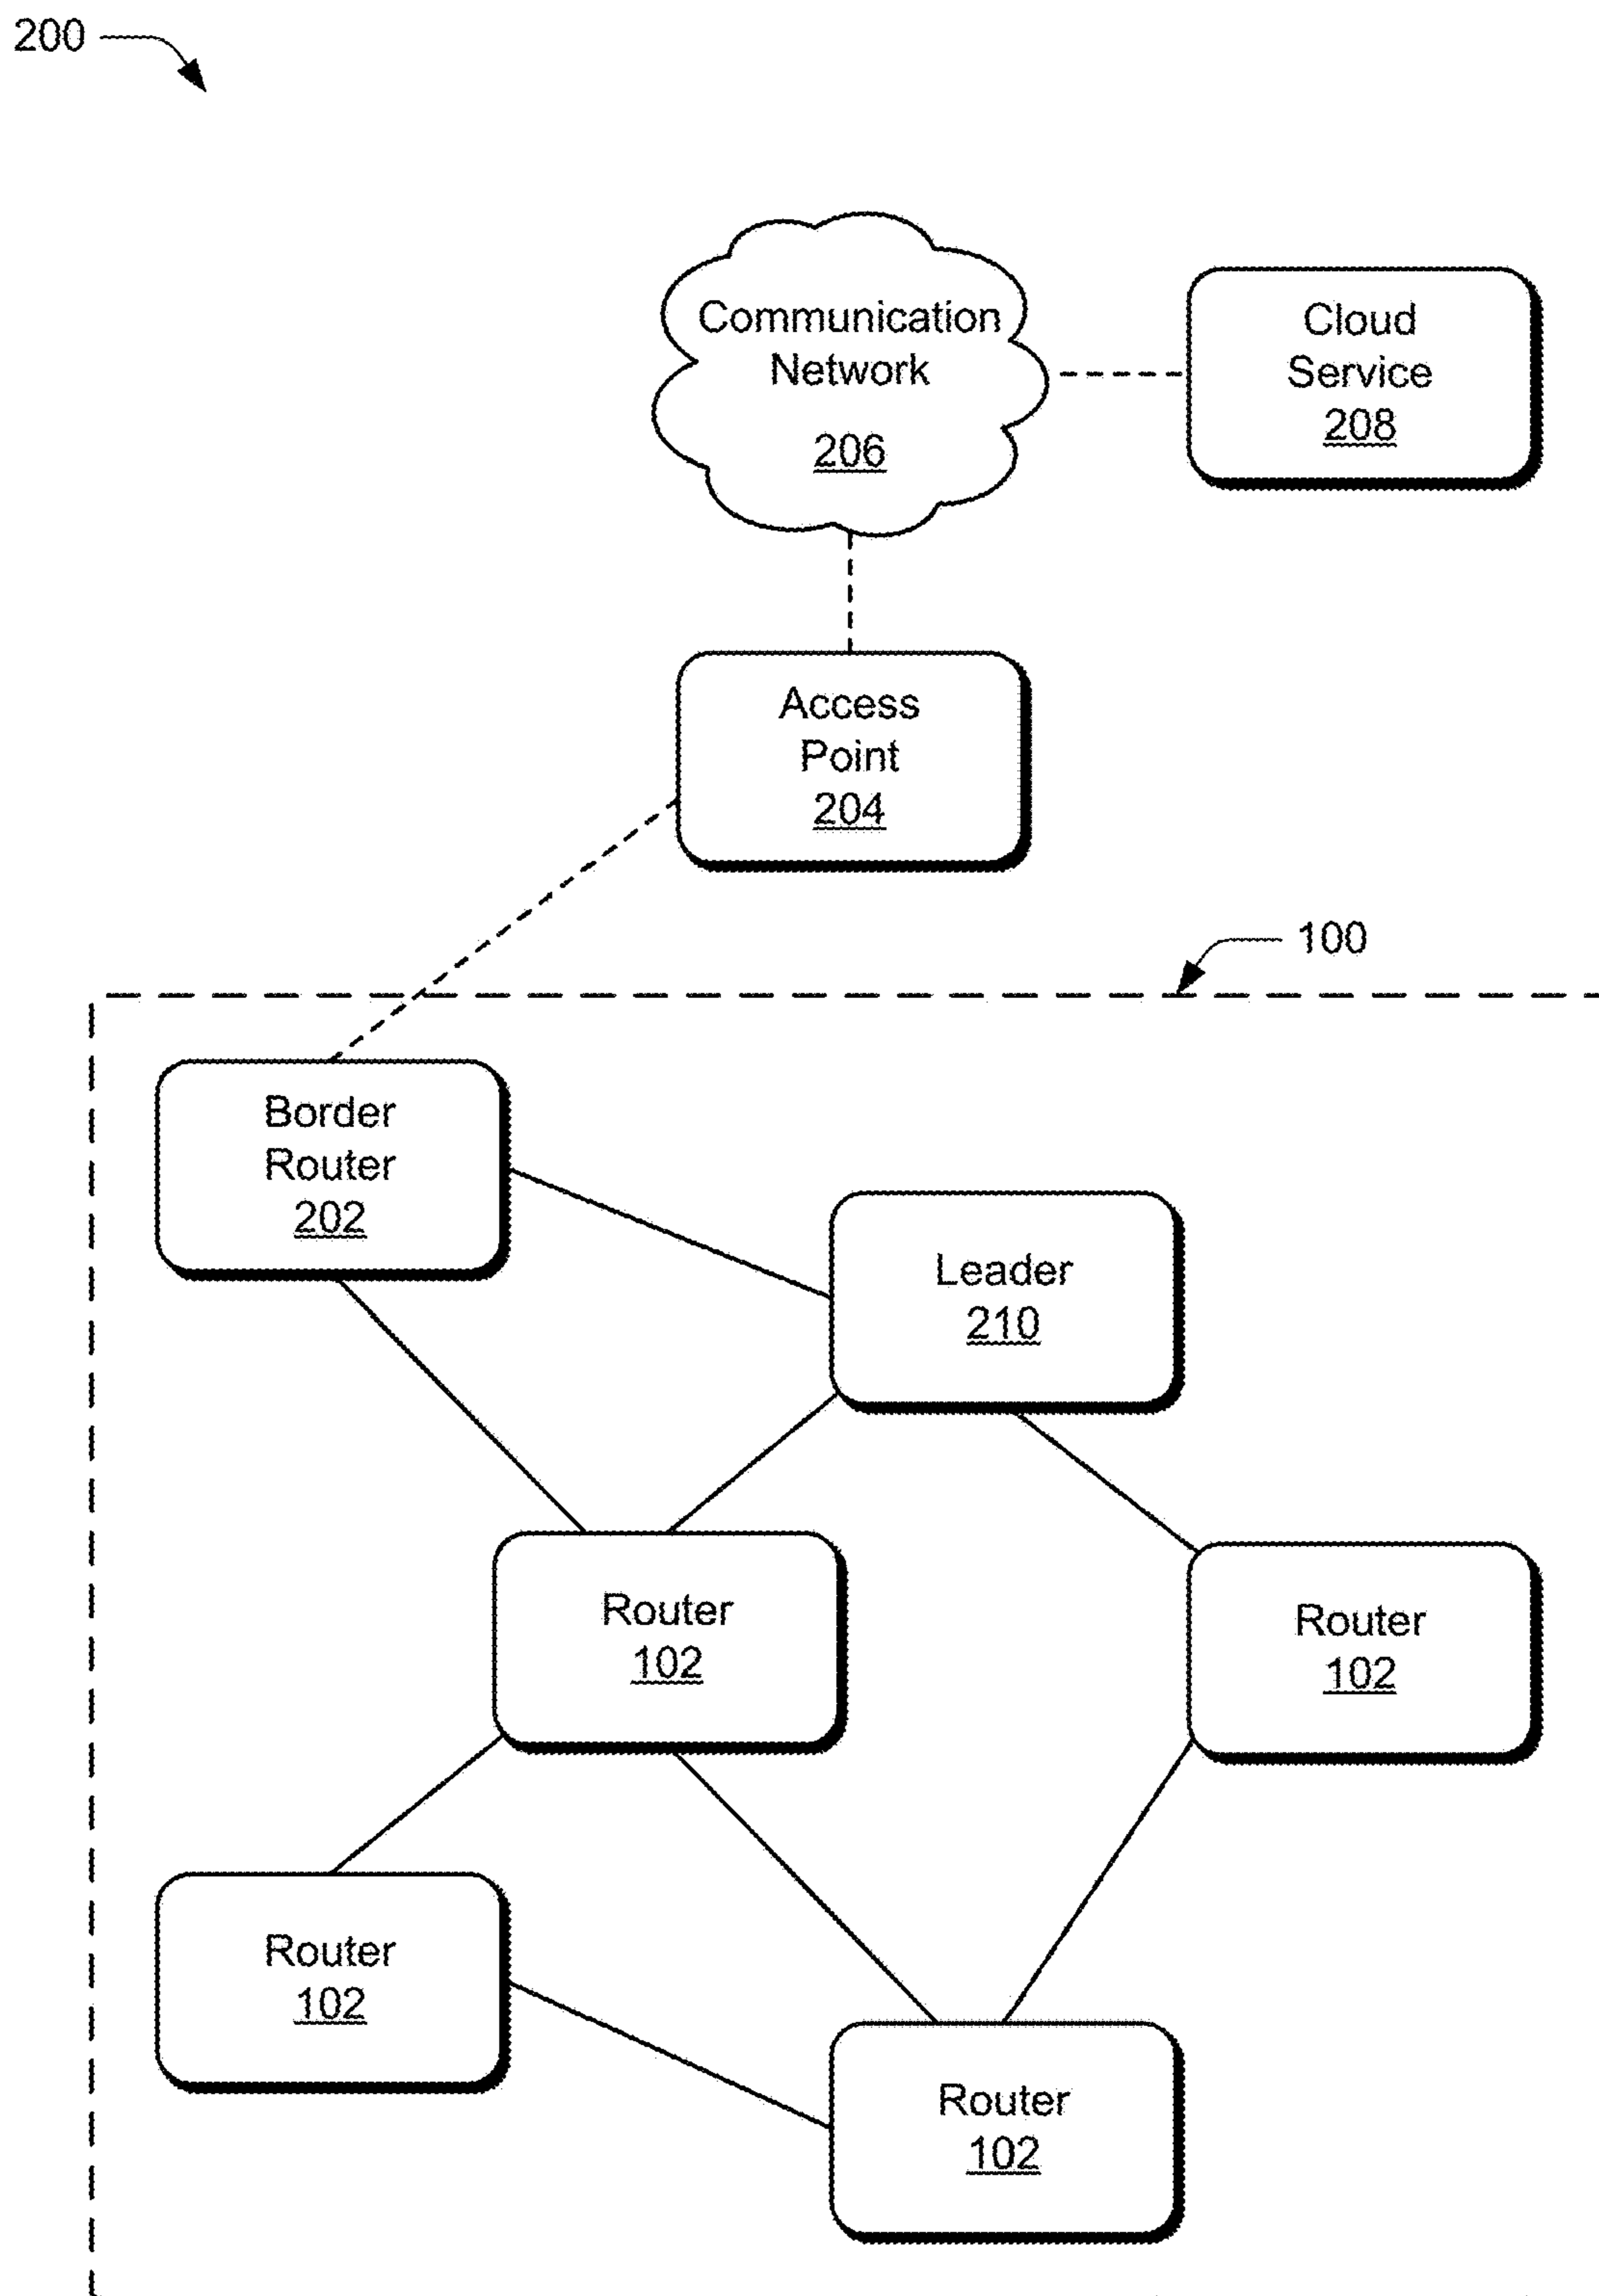 200
Communication
Network
206
Cloud
Service
208
Access
Point
204
100
Border
Router
202
Leader
210
Router
102
Router
102
Router
102
Router
102